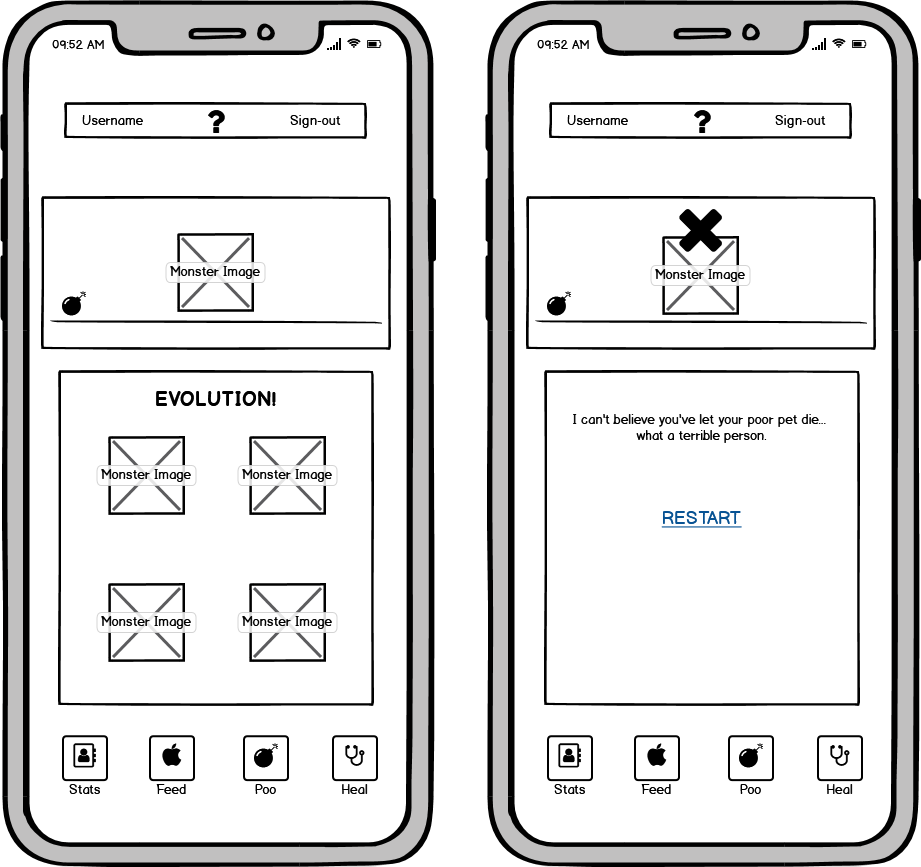 09:52 AM
Username ? Sign-out
Monster Image
EVOLUTION!
Monster Image Monster Image
Monster Image Monster Image
Stats Feed Poo Heal
09:52 AM
Username ? Sign-out
Monster Image
I can't believe you've let your poor pet die...
what a terrible person.
RESTART
Stats Feed Poo Heal